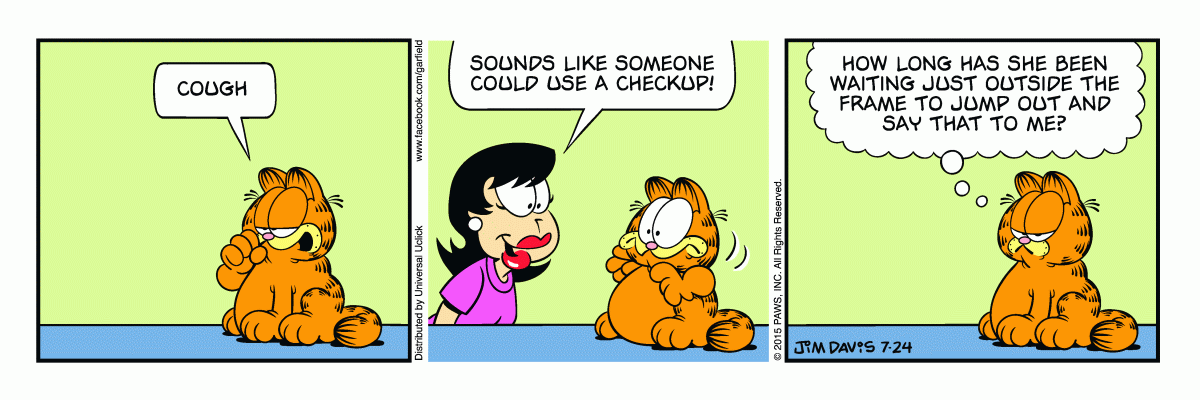 COUGH
www.facebook.com/garfield
Distributed by Universal Uclick
SOUNDS LIKE SOMEONE
COULD USE A CHECKUP!
© 2015 PAWS, INC. All Rights Reserved.
HOW LONG HAS SHE BEEN
WAITING JUST OUTSIDE THE
FRAME TO JUMP OUT AND
SAY THAT TO ME?
JIM DAVIS 7·24